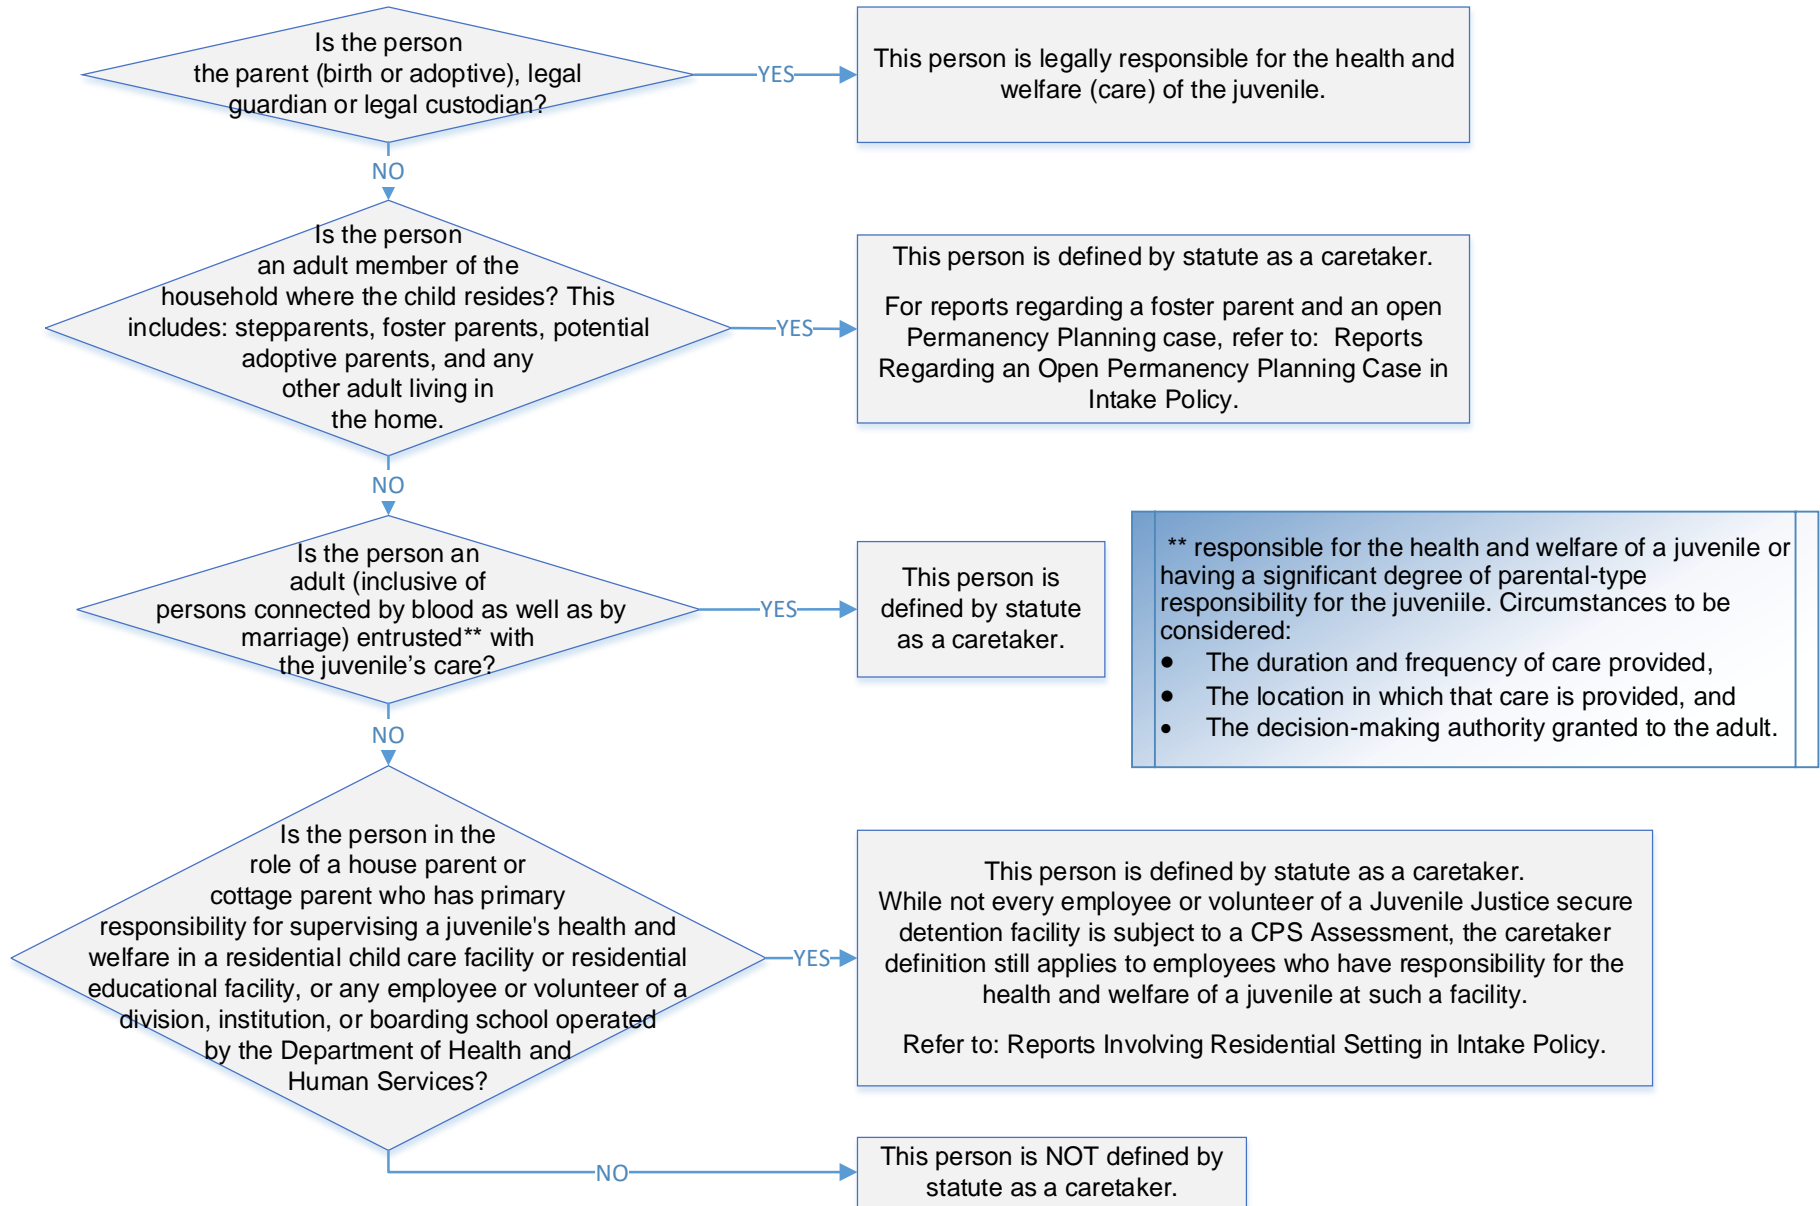 Is the person
the parent (birth or adoptive), legal
guardian or legal custodian?
YES
This person is legally responsible for the health and
welfare (care) of the juvenile.
NO
Is the person
an adult member of the
household where the child resides? This
includes: stepparents, foster parents, potential
adoptive parents, and any
other adult living in
the home.
YES
This person is defined by statute as a caretaker.
For reports regarding a foster parent and an open
Permanency Planning case, refer to:  Reports
Regarding an Open Permanency Planning Case in
Intake Policy.
NO
Is the person an
adult (inclusive of
persons connected by blood as well as by
marriage) entrusted** with
the juvenile’s care?
YES
This person is
defined by statute
as a caretaker.
** responsible for the health and welfare of a juvenile or
having a significant degree of parental-type
responsibility for the juveniile. Circumstances to be
considered:
• The duration and frequency of care provided,
• The location in which that care is provided, and
• The decision-making authority granted to the adult.
NO
Is the person in the
role of a house parent or
cottage parent who has primary
responsibility for supervising a juvenile's health and
welfare in a residential child care facility or residential
educational facility, or any employee or volunteer of a
division, institution, or boarding school operated
by the Department of Health and
Human Services?
YES
This person is defined by statute as a caretaker.
While not every employee or volunteer of a Juvenile Justice secure
detention facility is subject to a CPS Assessment, the caretaker
definition still applies to employees who have responsibility for the
health and welfare of a juvenile at such a facility.
Refer to: Reports Involving Residential Setting in Intake Policy.
NO
This person is NOT defined by
statute as a caretaker.